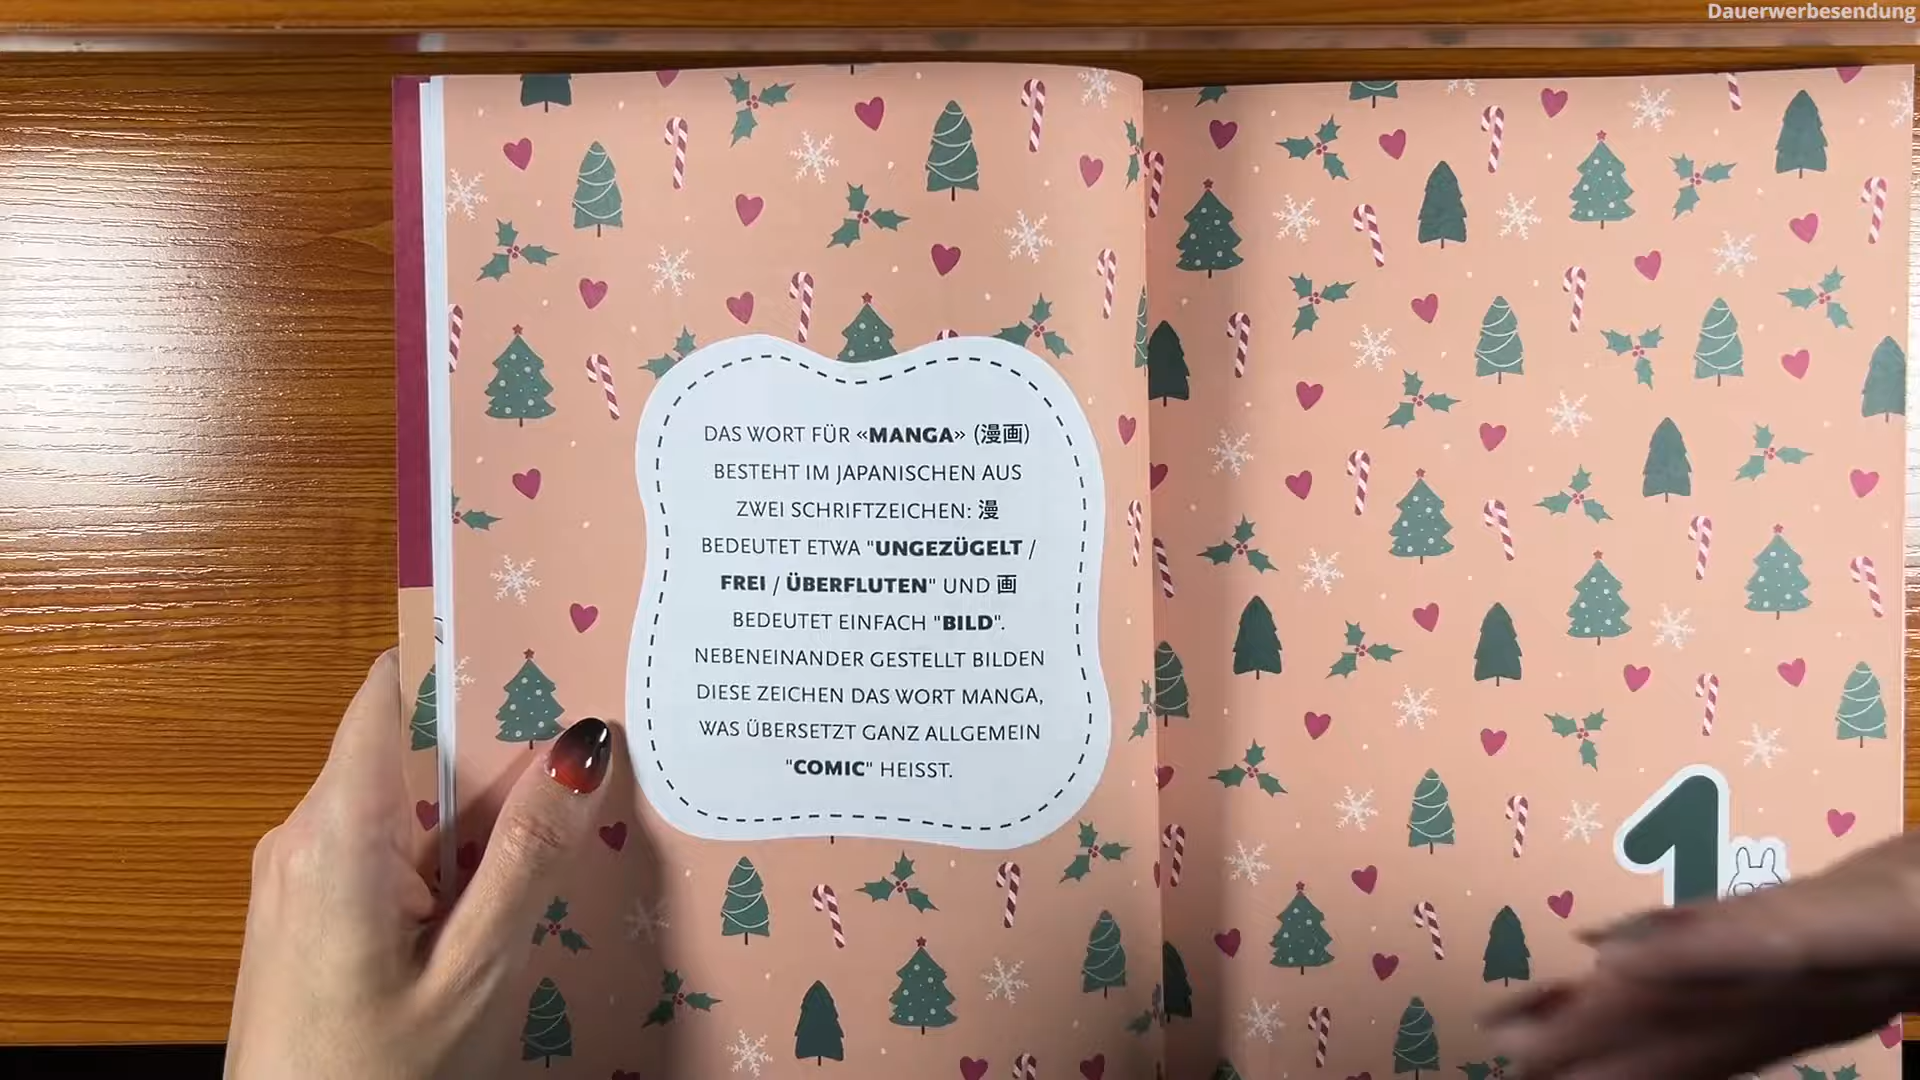 Dauerwerbesendung
DAS WORT FÜR «MANGA» (漫画)
BESTEHT IM JAPANISCHEN AUS
ZWEI SCHRIFTZEICHEN: 漫
BEDEUTET ETWA "UNGEZÜGELT /
FREI / ÜBERFLUTEN" UND 画
BEDEUTET EINFACH "BILD".
NEBENEINANDER GESTELLT BILDEN
DIESE ZEICHEN DAS WORT MANGA,
WAS ÜBERSETZT GANZ ALLGEMEIN
"COMIC" HEISST.
1